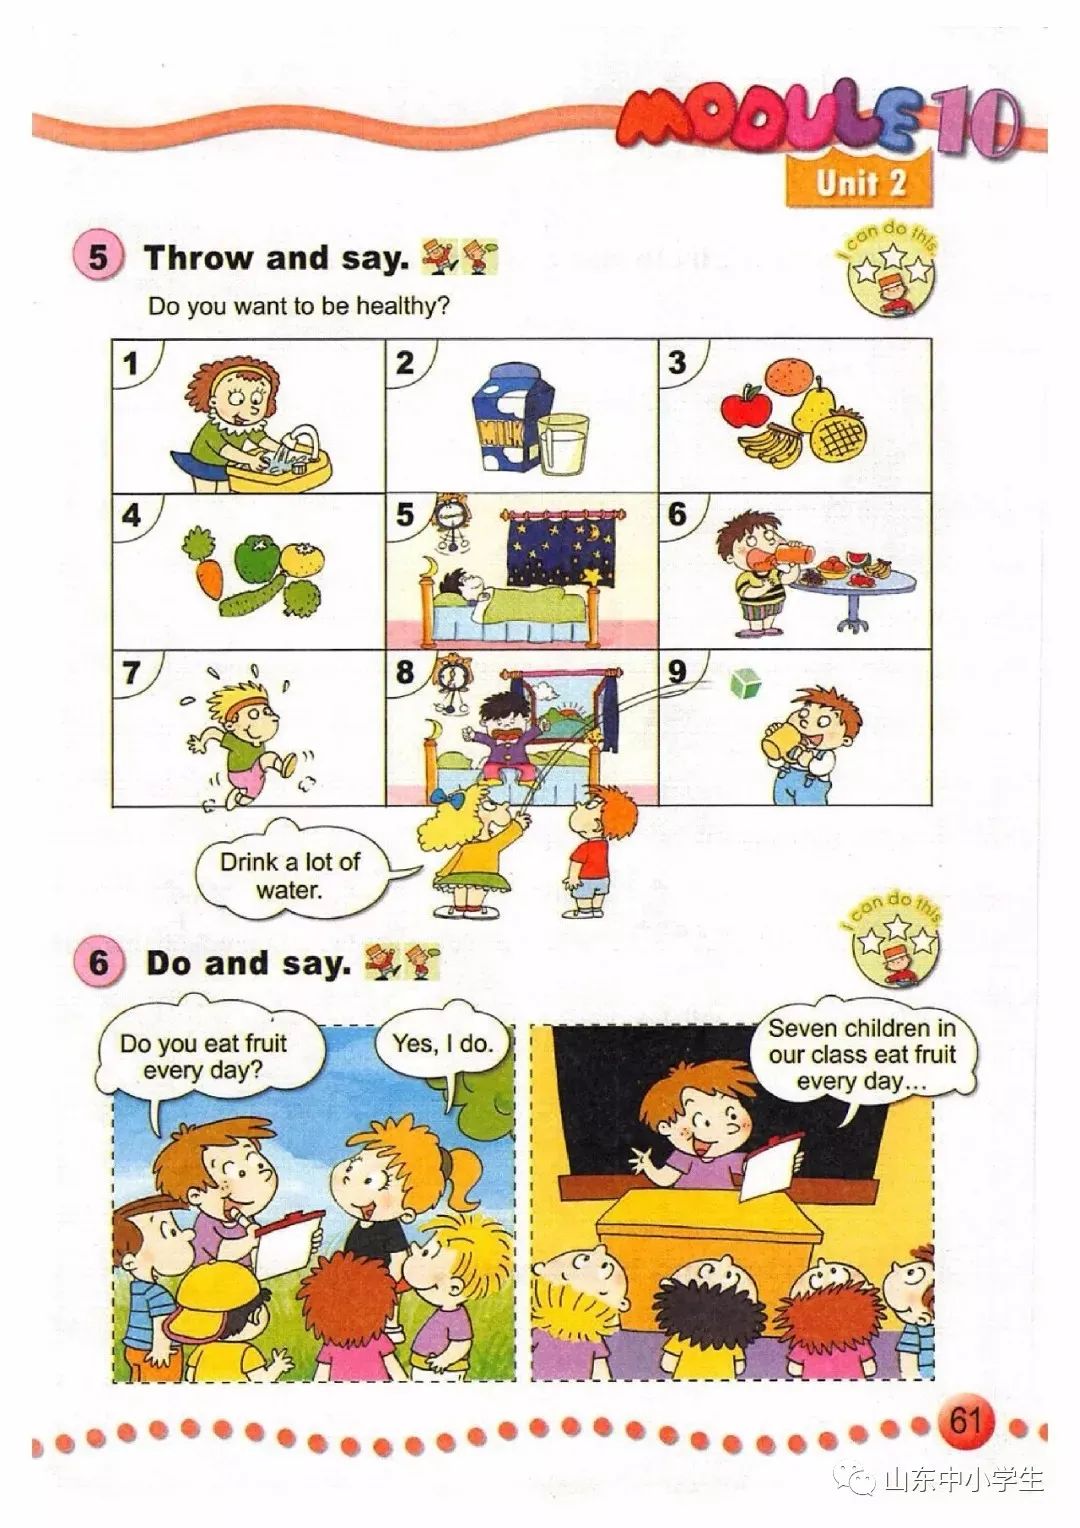 MODULE 10
Unit 2
5 Throw and say.
I can do this.
Do you want to be healthy?
1
2
3
MILK
4
5
6
7
8
9
Drink a lot of
water.
6 Do and say.
I can do this.
Do you eat fruit
every day?
Yes, I do.
Seven children in
our class eat fruit
every day...
61
山东中小学生